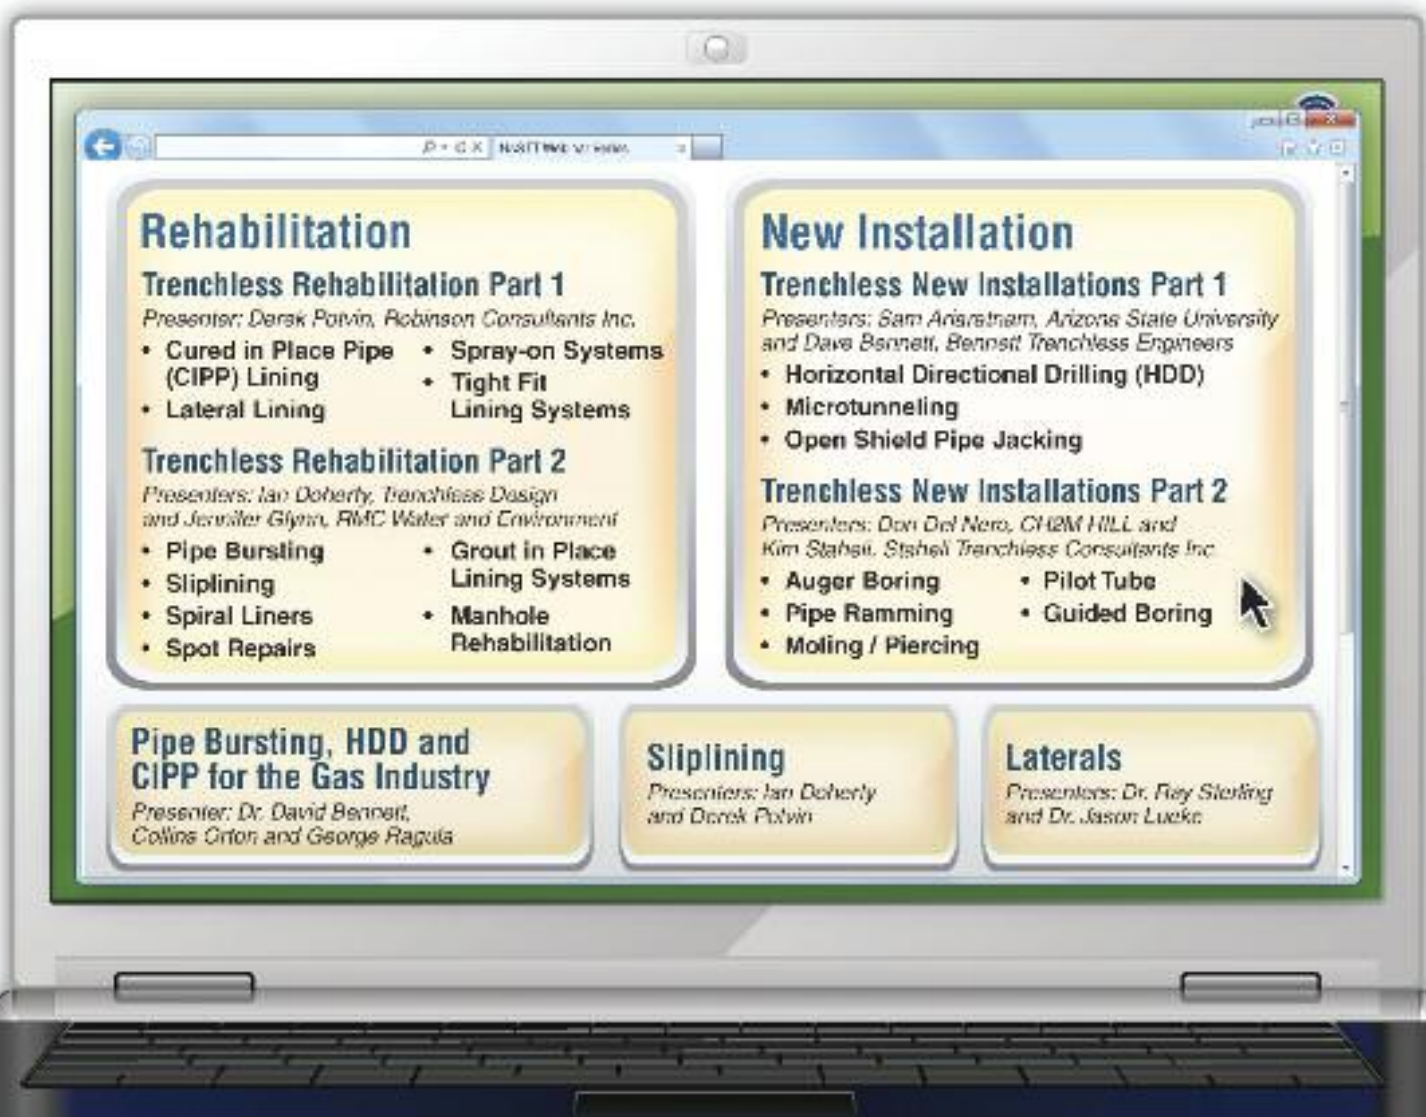 NASTT
Rehabilitation
Trenchless Rehabilitation Part 1
Presenter: Derek Potvin, Robinson Consultants Inc.
• Cured in Place Pipe
(CIPP) Lining
• Lateral Lining
• Spray-on Systems
• Tight Fit
Lining Systems
Trenchless Rehabilitation Part 2
Presenters: Ian Doherty, Trenchless Design
and Jennifer Glynn, RMC Water and Environment
• Pipe Bursting
• Sliplining
• Spiral Liners
• Spot Repairs
• Grout in Place
Lining Systems
• Manhole
Rehabilitation
New Installation
Trenchless New Installations Part 1
Presenters: Sam Ariaratnam, Arizona State University
and Dave Bennett, Bennett Trenchless Engineers
• Horizontal Directional Drilling (HDD)
• Microtunneling
• Open Shield Pipe Jacking
Trenchless New Installations Part 2
Presenters: Don Del Nero, CH2M HILL and
Kim Staheli, Staheli Trenchless Consultants Inc.
• Auger Boring
• Pipe Ramming
• Moling / Piercing
• Pilot Tube
• Guided Boring
Pipe Bursting, HDD and
CIPP for the Gas Industry
Presenter: Dr. David Bennett,
Collins Orton and George Ragula
Sliplining
Presenters: Ian Doherty
and Derek Potvin
Laterals
Presenters: Dr. Ray Sterling
and Dr. Jason Lueke